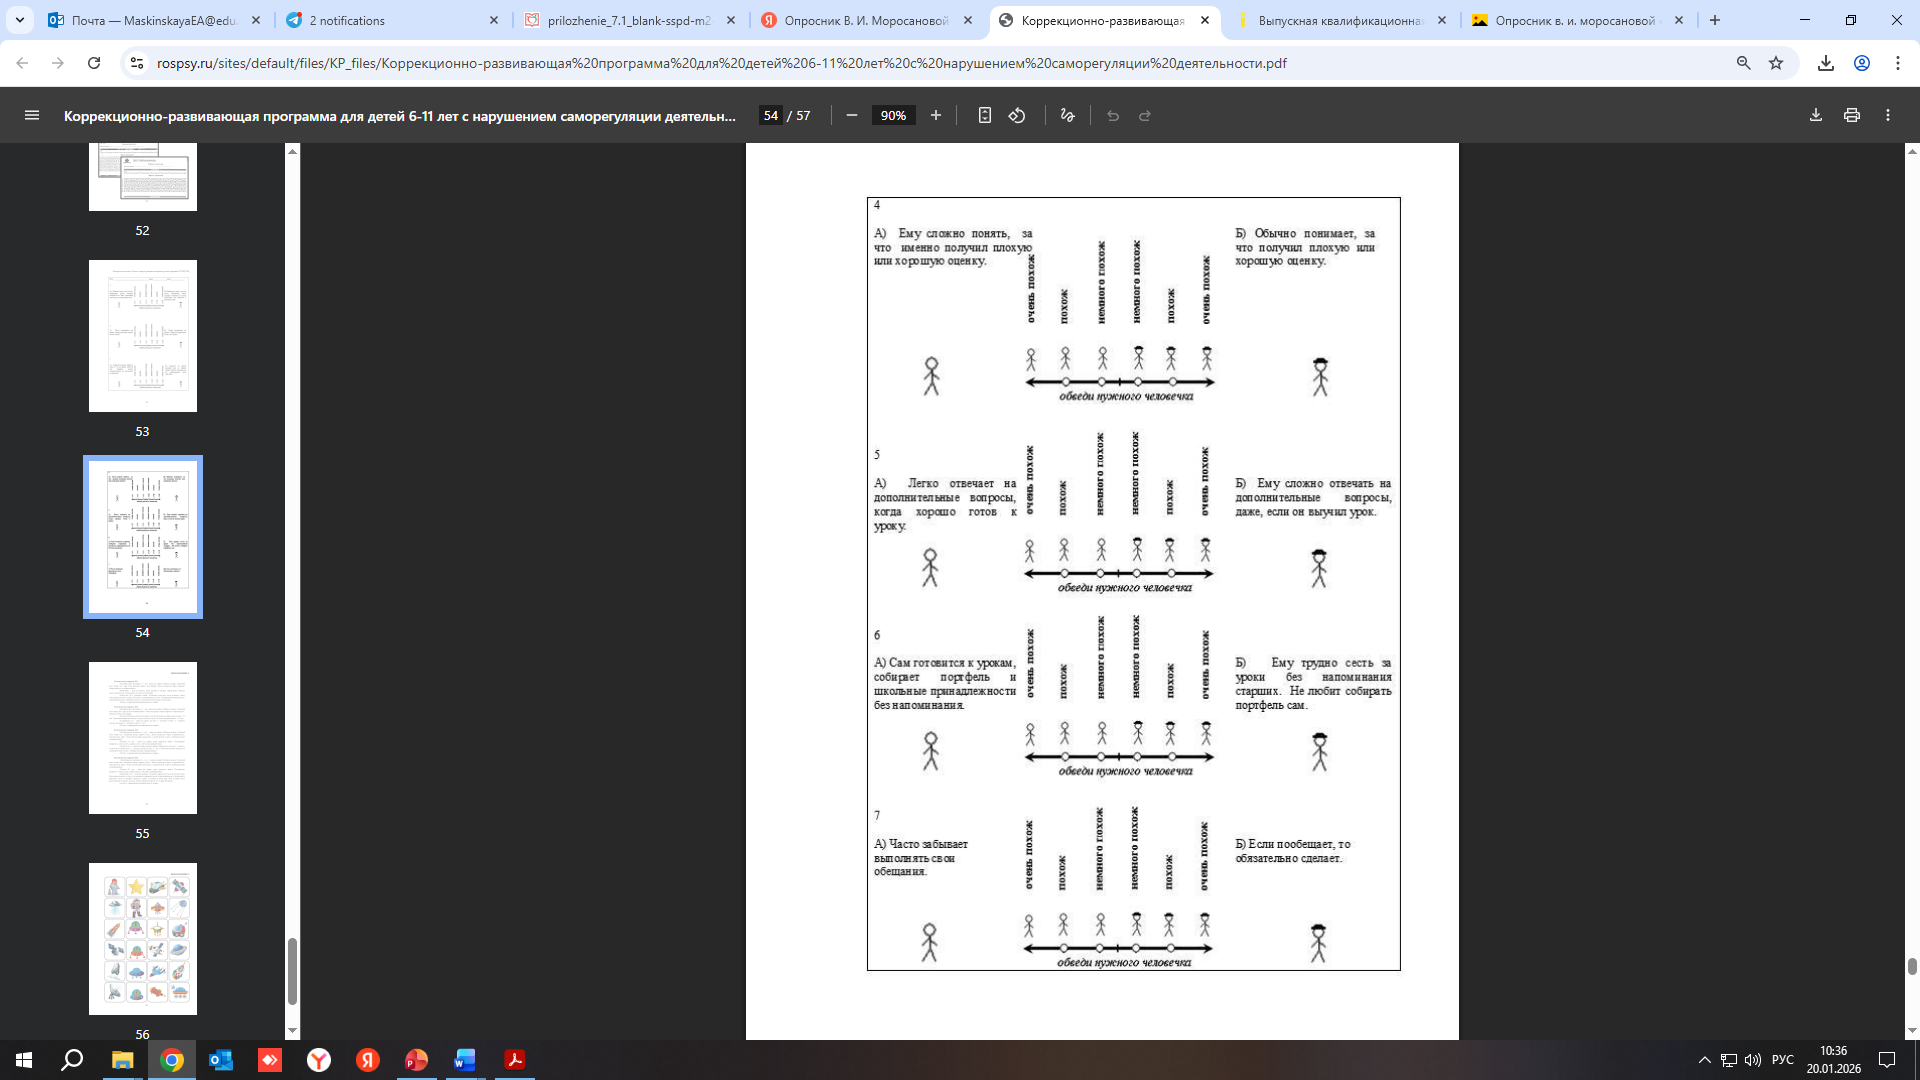 Почта — MaskinskayaEA@edu
2 notifications
prilozhenie_7.1_blank-sspd-m2
Опросник В. И. Моросановой
Коррекционно-развивающая
Выпускная квалификационна
Опросник в. и. моросановой
rospsy.ru/sites/default/files/KP_files/Коррекционно-развивающая%20программа%20для%20детей%206-11%20лет%20с%20нарушением%20саморегуляции%20деятельности.pdf
Коррекционно-развивающая программа для детей 6-11 лет с нарушением саморегуляции деятельн...
54 / 57
90%
52
53
54
55
56
4
А) Ему сложно понять, за
что именно получил плохую
или хорошую оценку.
очень похож
похож
немного похож
немного похож
похож
очень похож
Б) Обычно понимает, за
что получил плохую или
хорошую оценку.
обведи нужного человечка
5
А) Легко отвечает на
дополнительные вопросы,
когда хорошо готов к
уроку.
очень похож
похож
немного похож
немного похож
похож
очень похож
Б) Ему сложно отвечать на
дополнительные вопросы,
даже, если он выучил урок.
обведи нужного человечка
6
А) Сам готовится к урокам,
собирает портфель и
школьные принадлежности
без напоминания.
очень похож
похож
немного похож
немного похож
похож
очень похож
Б) Ему трудно сесть за
уроки без напоминания
старших. Не любит собирать
портфель сам.
обведи нужного человечка
7
А) Часто забывает
выполнять свои
обещания.
очень похож
похож
немного похож
немного похож
похож
очень похож
Б) Если пообещает, то
обязательно сделает.
обведи нужного человечка
РУС
10:36
20.01.2026